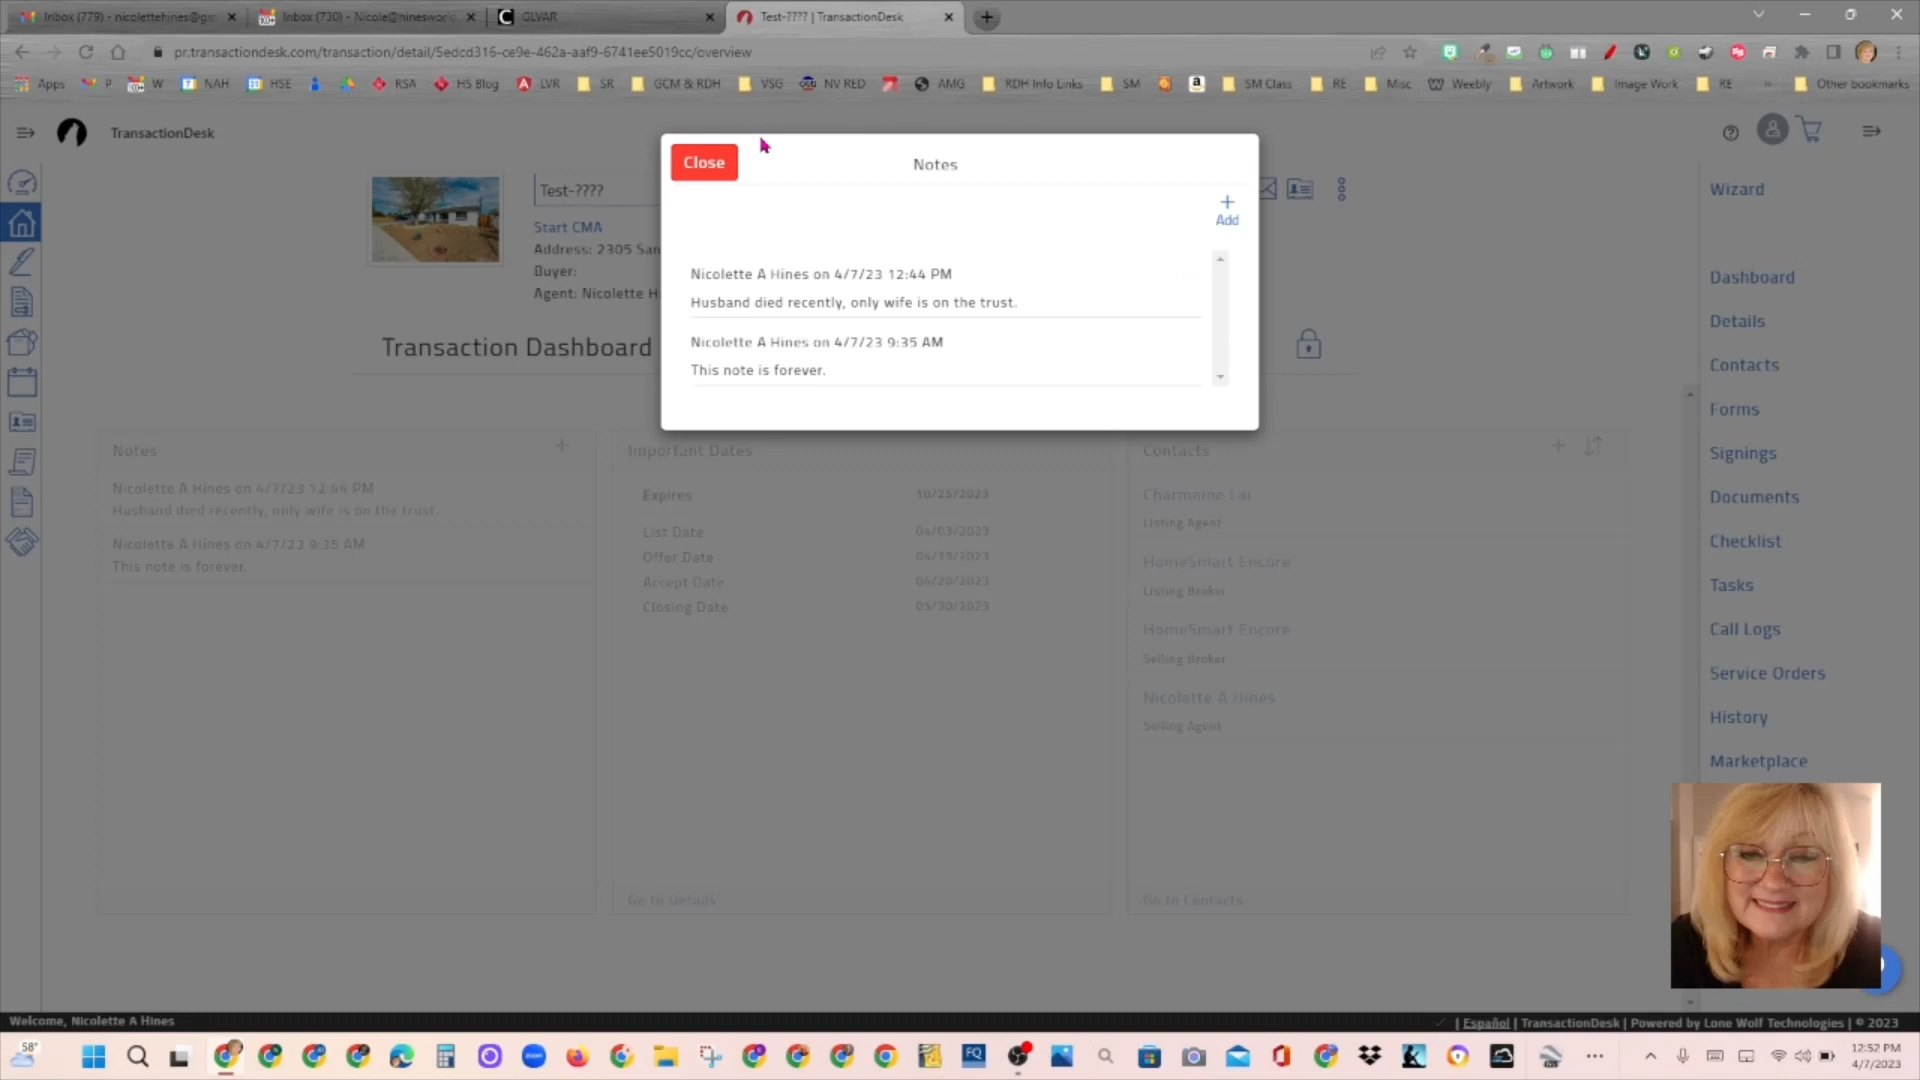 Inbox (779) - nicolettehines@gm
Inbox (730) - Nicole@hinesworld
GLVAR
Test-???? | TransactionDesk
pr.transactiondesk.com/transaction/detail/5edcd316-ce9e-462a-aaf9-6741ee5019cc/overview
Apps P W NAH HSE RSA HS Blog LVR SR GCM & RDH VSG NV RED AMG RDH Info Links SM SM Class RE Misc Weebly Artwork Image Work RE » Other bookmarks
TransactionDesk
Close
Notes
Test-????
Wizard
+
Add
Start CMA
Address: 2305 San
Buyer:
Agent: Nicolette H
Nicolette A Hines on 4/7/23 12:44 PM
Husband died recently, only wife is on the trust.
Nicolette A Hines on 4/7/23 9:35 AM
This note is forever.
Transaction Dashboard
Dashboard
Details
Contacts
Forms
Signings
Documents
Checklist
Tasks
Call Logs
Service Orders
History
Marketplace
Notes
Nicolette A Hines on 4/7/23 12:44 PM
Husband died recently, only wife is on the trust.
Nicolette A Hines on 4/7/23 9:35 AM
This note is forever.
Important Dates
Expires 10/25/2023
List Date 04/03/2023
Offer Date 04/19/2023
Accept Date 04/20/2023
Closing Date 05/30/2023
Go to Details
Contacts
Charmaine Lai
Listing Agent
HomeSmart Encore
Listing Broker
HomeSmart Encore
Selling Broker
Nicolette A Hines
Selling Agent
Go to Contacts
Welcome, Nicolette A Hines
| Español | TransactionDesk | Powered by Lone Wolf Technologies | © 2023
58°
FQ
12:52 PM
4/7/2023